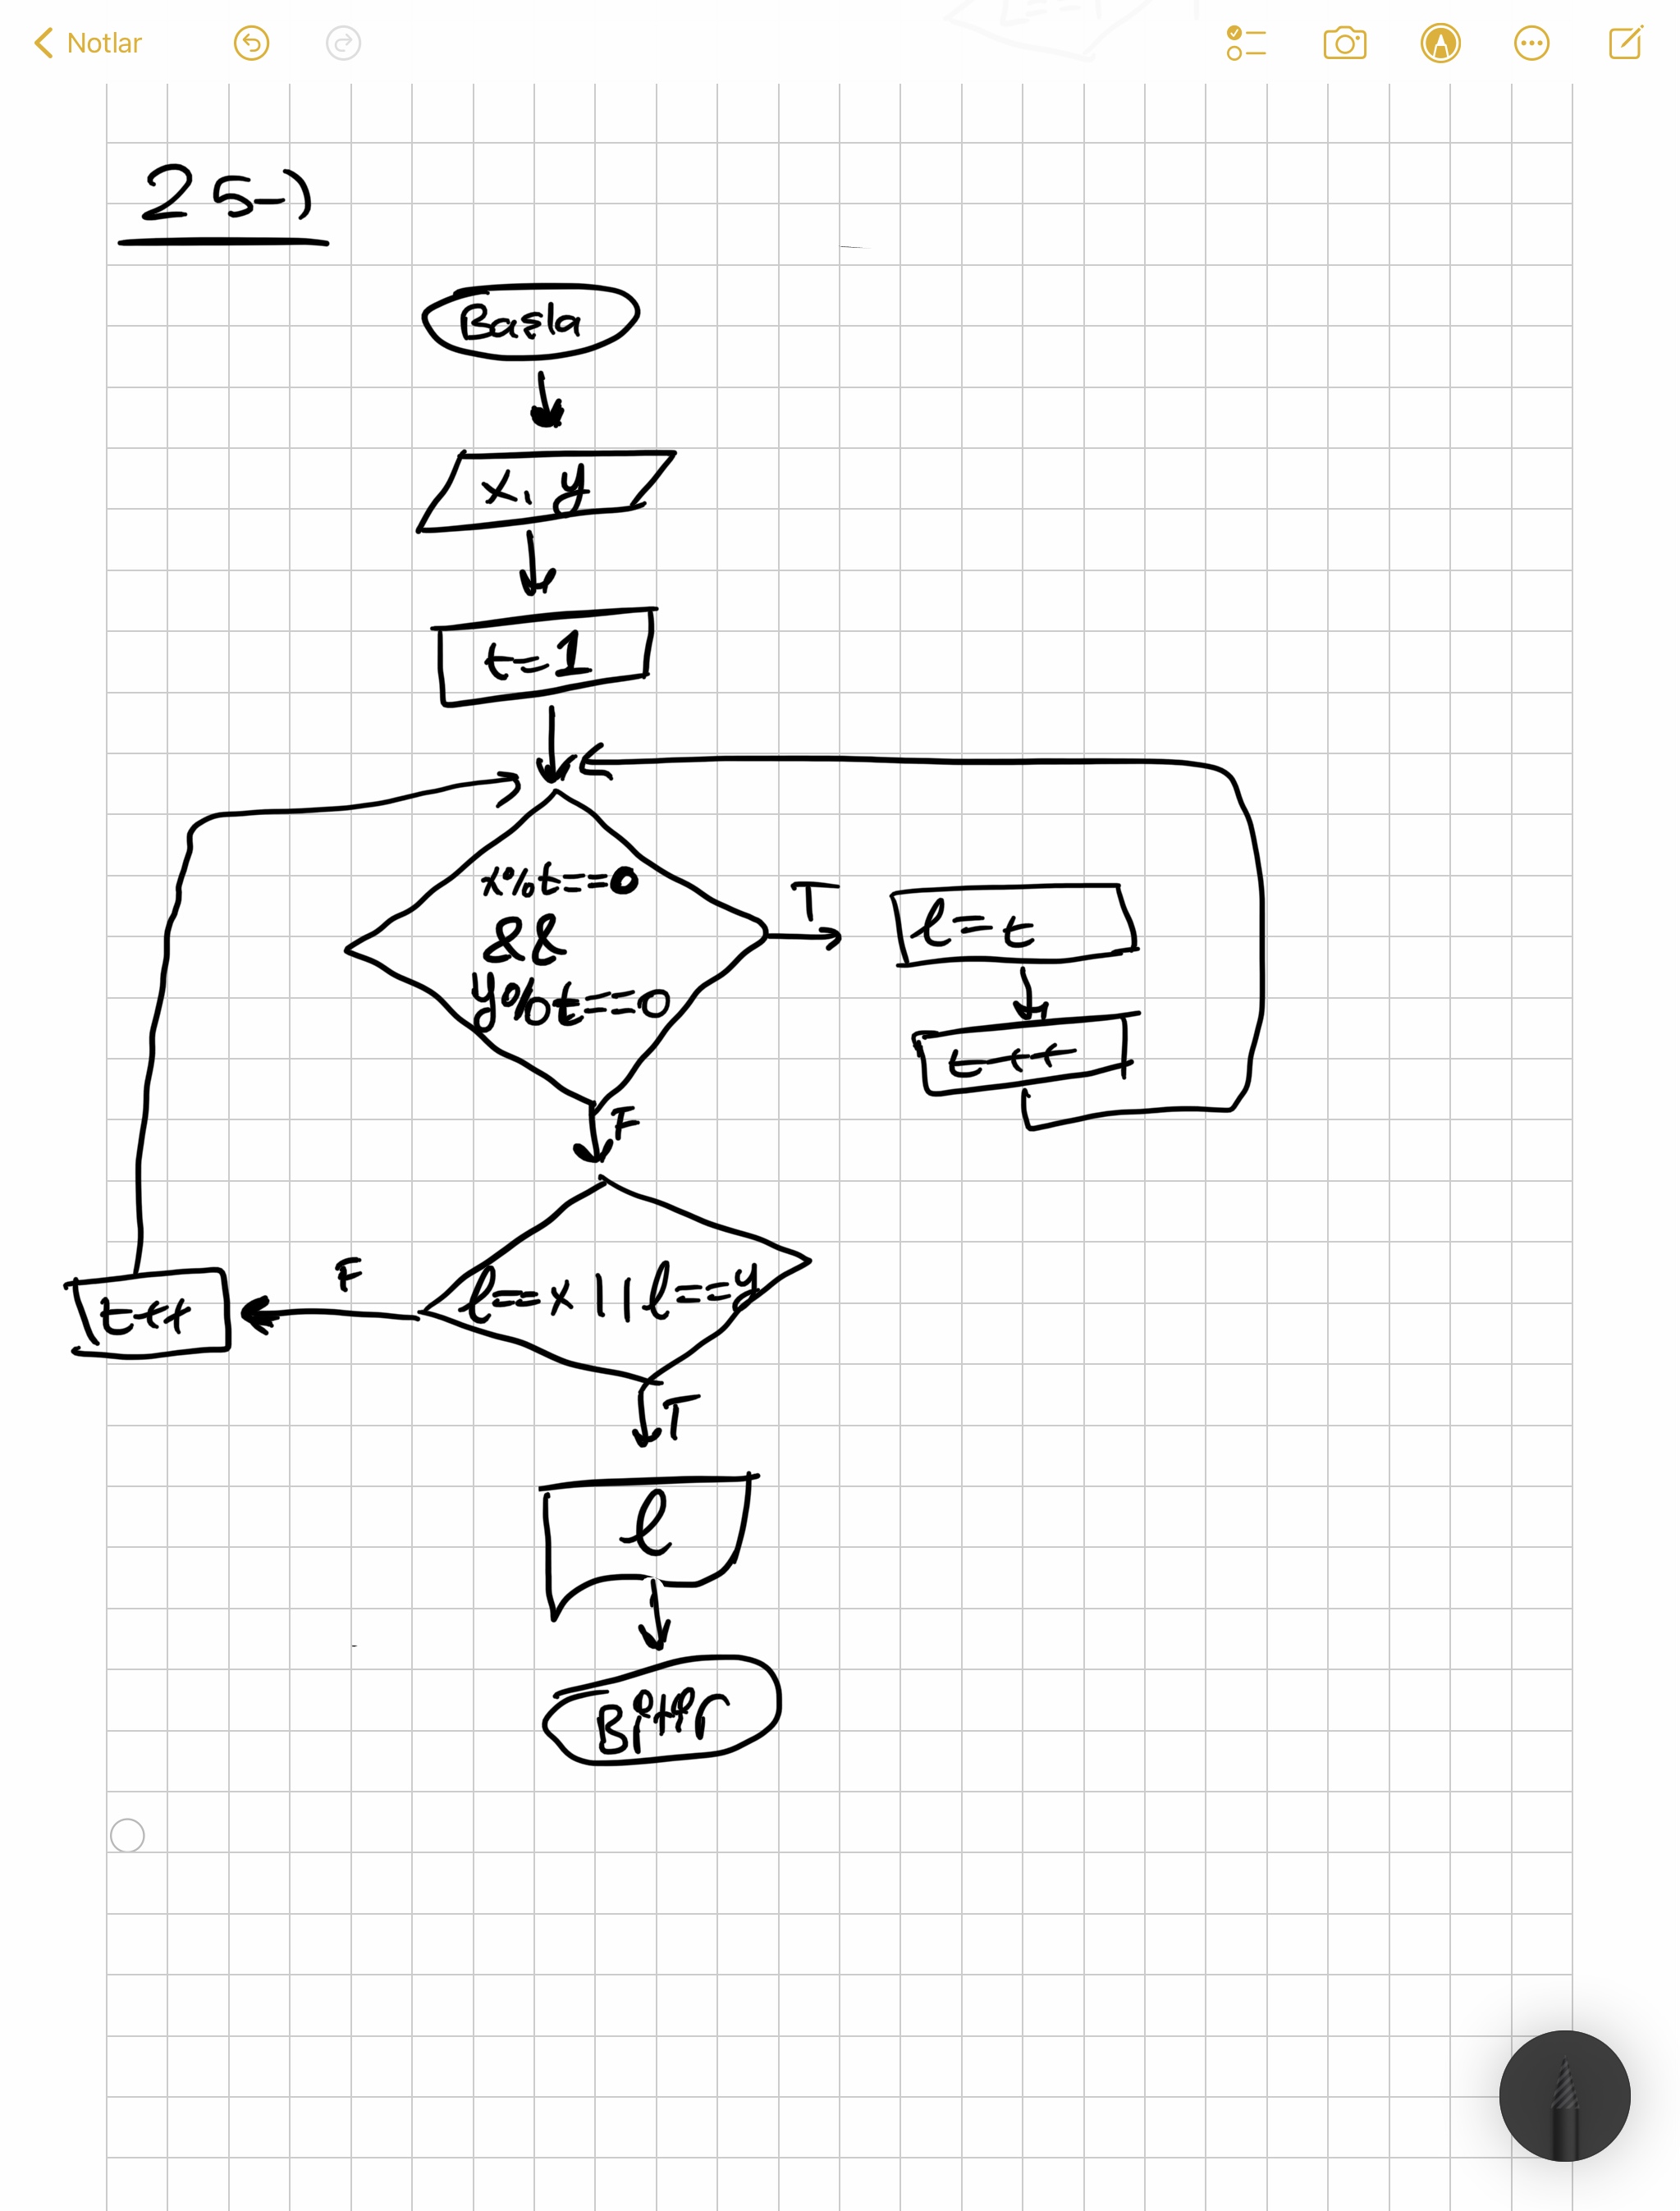 Notlar
25-)
Başla
x, y
t=1
x%t==0
&&
y%t==0
T
l=t
t++
F
l==x||l==y
F
t++
T
l
Bitir